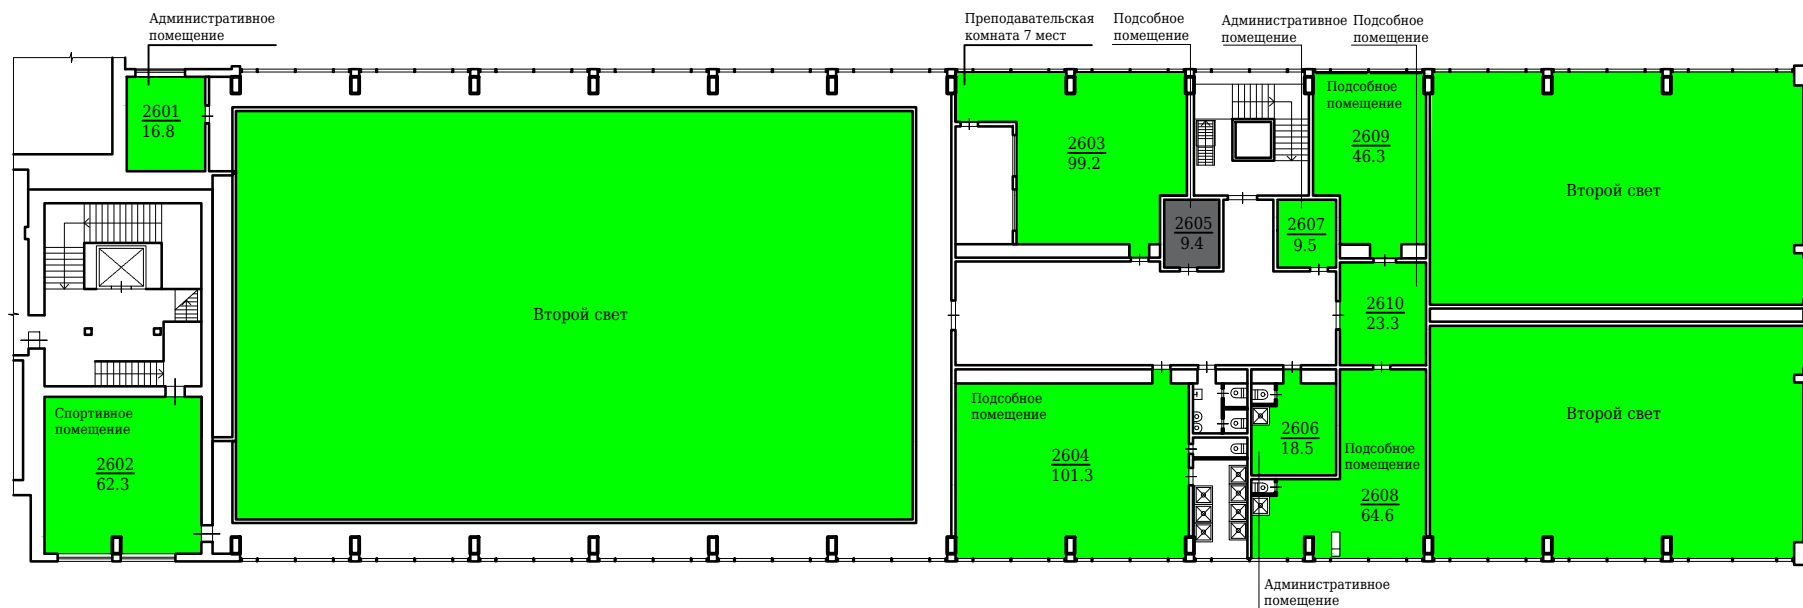 Административное
помещение
Преподавательская
комната 7 мест
Подсобное
помещение
Административное
помещение
Подсобное
помещение
2601
16.8
2603
99.2
Подсобное
помещение
2609
46.3
Второй свет
2605
9.4
2607
9.5
Второй свет
2610
23.3
Спортивное
помещение
2602
62.3
Подсобное
помещение
2604
101.3
2606
18.5
Подсобное
помещение
2608
64.6
Второй свет
Административное
помещение